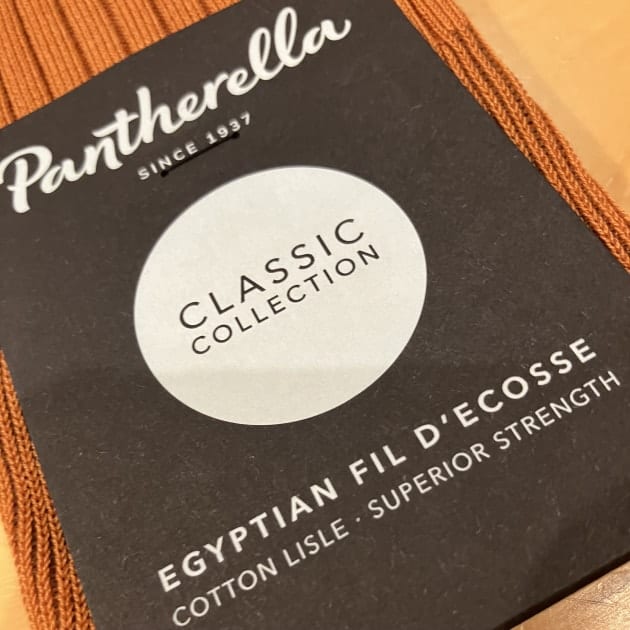 Pantherella
SINCE 1937
CLASSIC
COLLECTION
EGYPTIAN FIL D'ECOSSE
COTTON LISLE · SUPERIOR STRENGTH